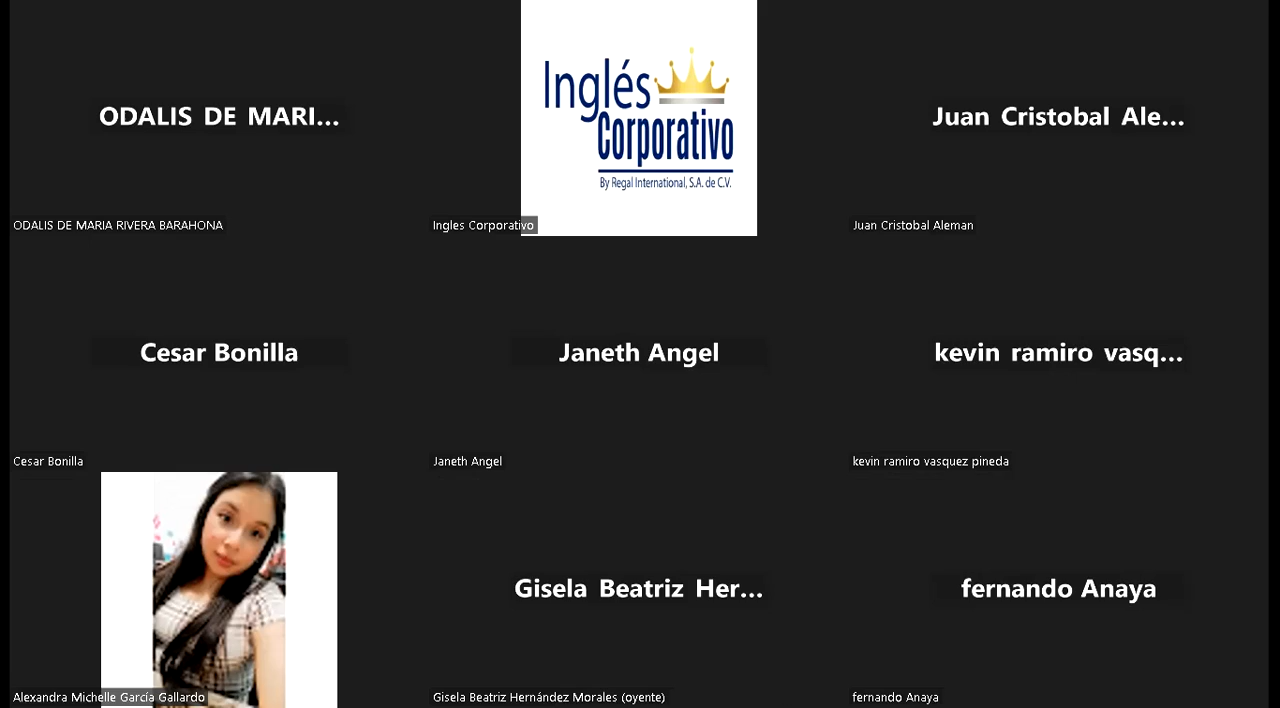 ODALIS DE MARI...
ODALIS DE MARIA RIVERA BARAHONA
Inglés
Corporativo
By Regal International, S.A. de C.V.
Ingles Corporativo
Juan Cristobal Ale...
Juan Cristobal Aleman
Cesar Bonilla
Cesar Bonilla
Janeth Angel
Janeth Angel
kevin ramiro vasq...
kevin ramiro vasquez pineda
Alexandra Michelle García Gallardo
Gisela Beatriz Her...
Gisela Beatriz Hernández Morales (oyente)
fernando Anaya
fernando Anaya